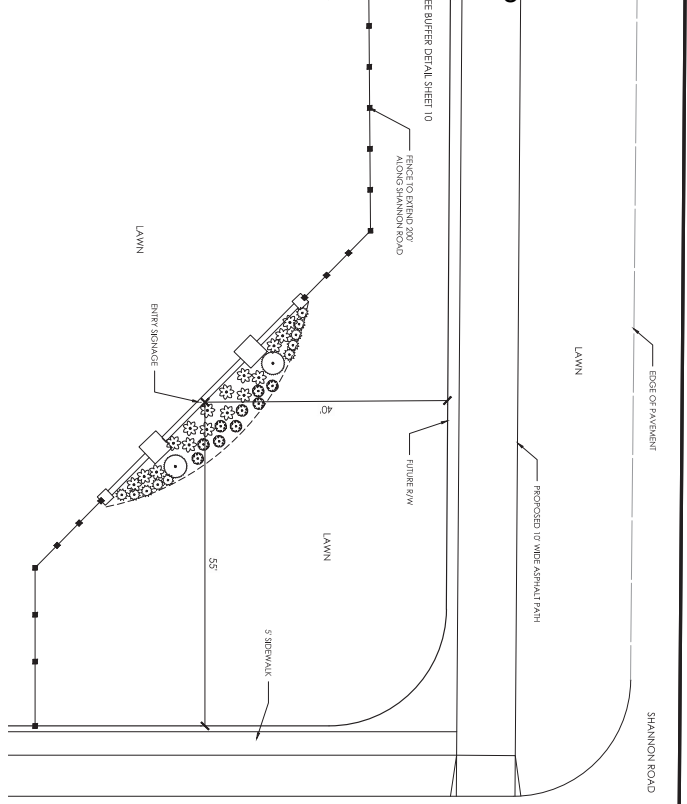 SHANNON ROAD
EDGE OF PAVEMENT
LAWN
PROPOSED 10' WIDE ASPHALT PATH
BUFFER DETAIL SHEET 10
FENCE TO EXTEND 200'
ALONG SHANNON ROAD
FUTURE R/W
40'
LAWN
LAWN
ENTRY SIGNAGE
55'
5' SIDEWALK